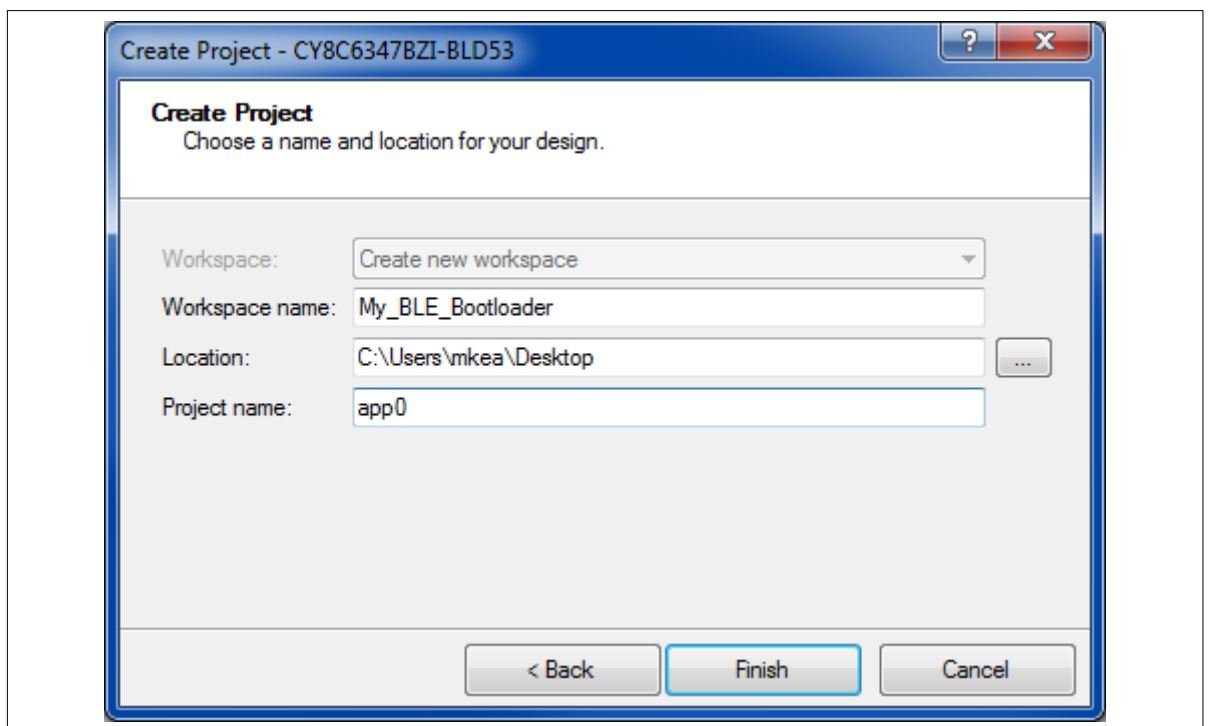 Create Project - CY8C6347BZI-BLD53
?
X
Create Project
Choose a name and location for your design.
Workspace: Create new workspace
Workspace name: My_BLE_Bootloader
Location: C:\Users\mkea\Desktop ...
Project name: app0
< Back Finish Cancel